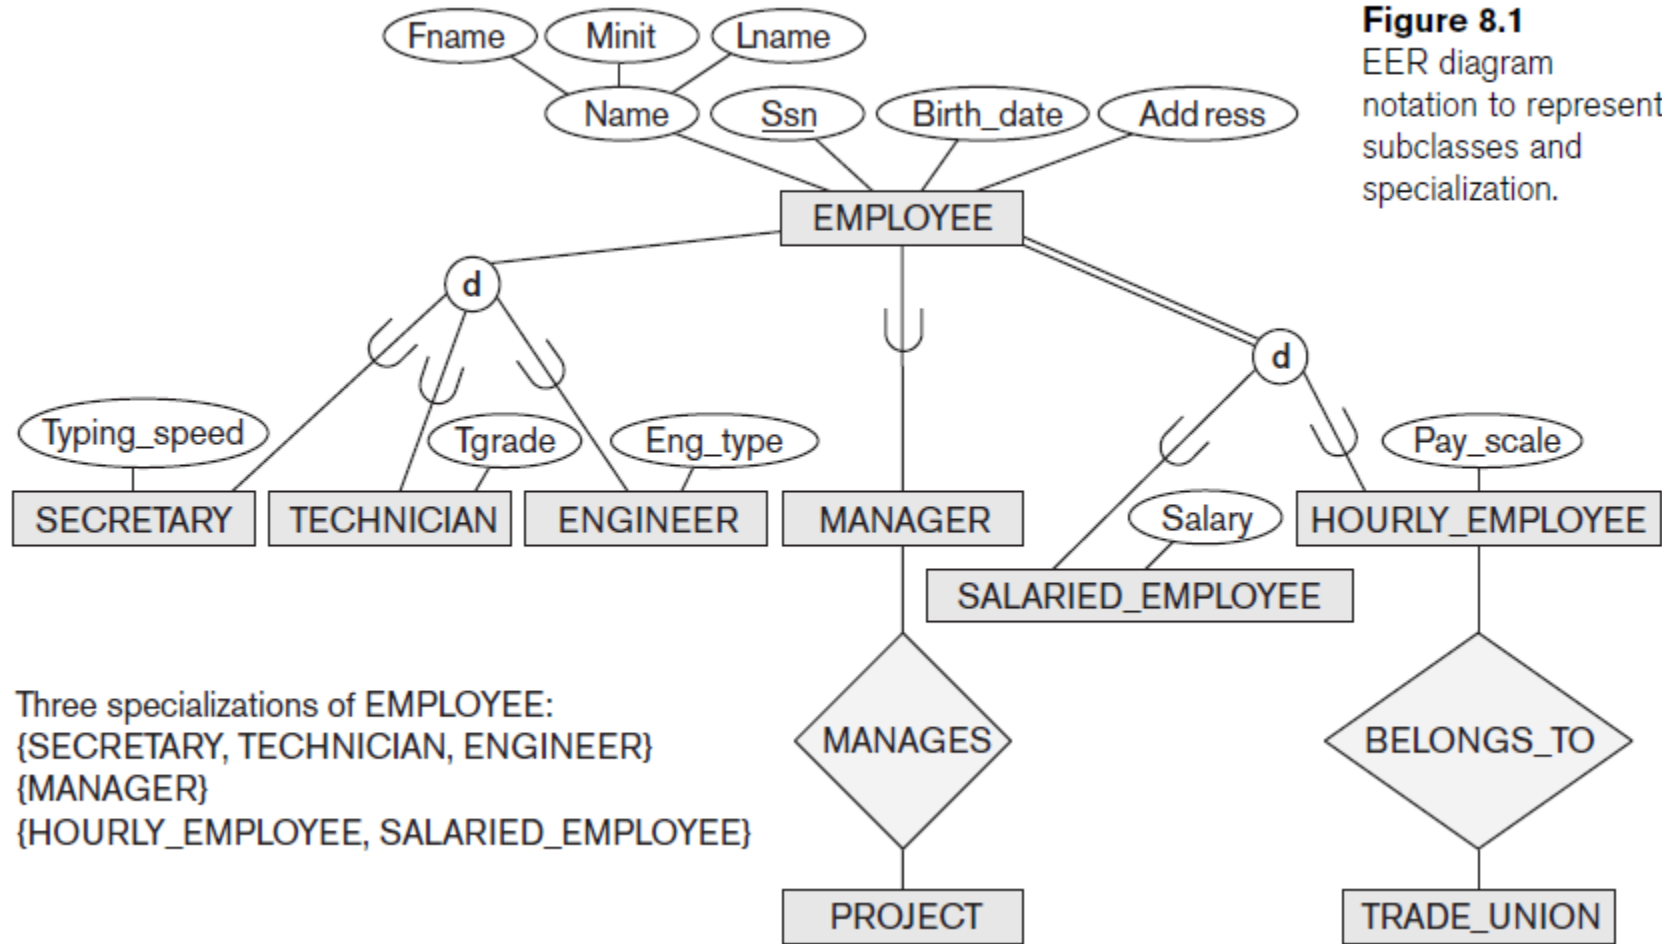 Figure 8.1
EER diagram
notation to represent
subclasses and
specialization.
Fname
Minit
Lname
Name
Ssn
Birth_date
Address
EMPLOYEE
d
d
Typing_speed
Tgrade
Eng_type
Pay_scale
SECRETARY
TECHNICIAN
ENGINEER
MANAGER
Salary
HOURLY_EMPLOYEE
SALARIED_EMPLOYEE
Three specializations of EMPLOYEE:
{SECRETARY, TECHNICIAN, ENGINEER}
{MANAGER}
{HOURLY_EMPLOYEE, SALARIED_EMPLOYEE}
MANAGES
BELONGS_TO
PROJECT
TRADE_UNION